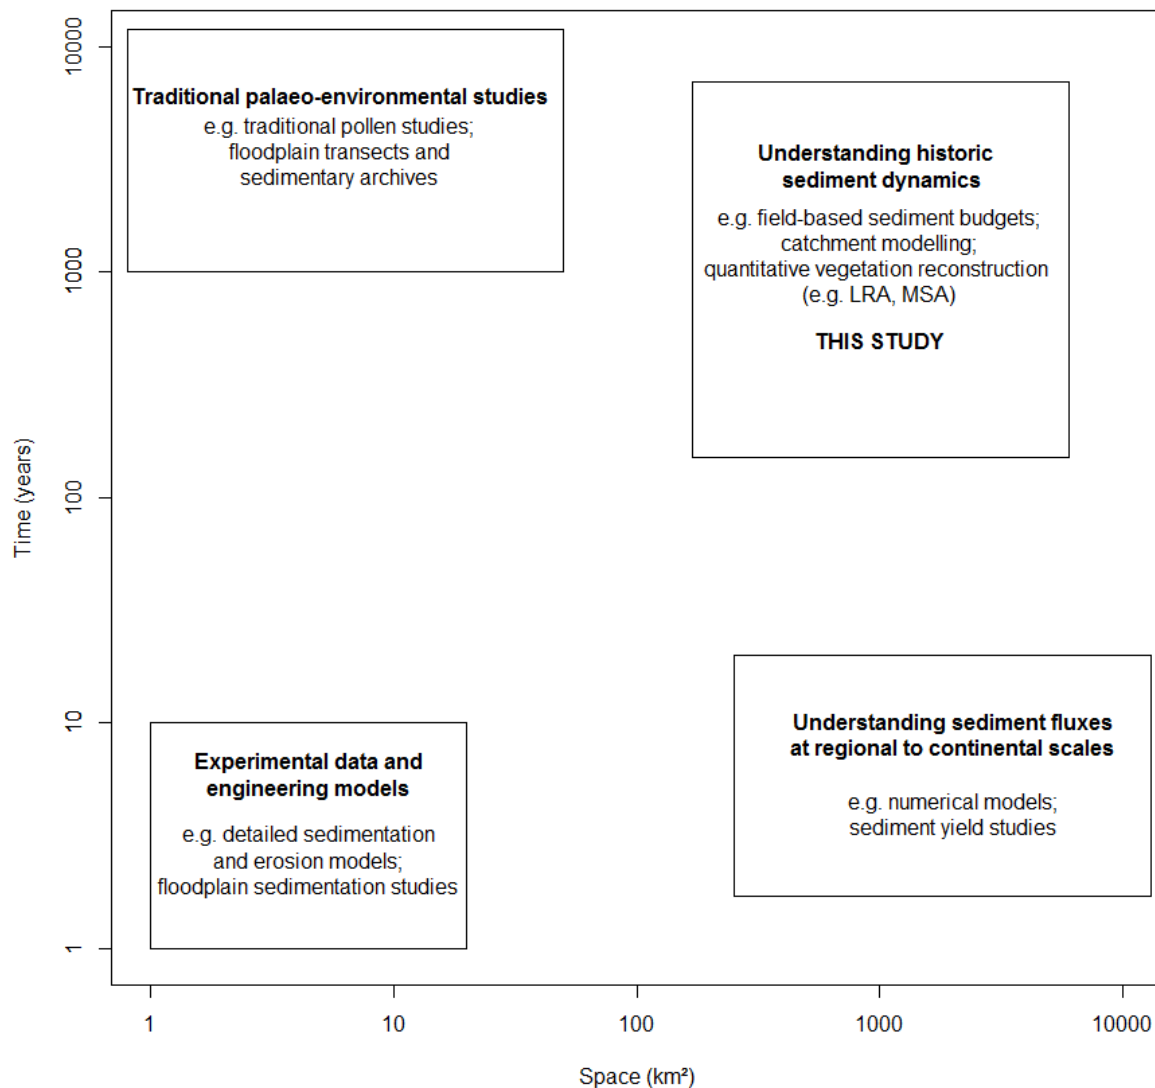 Traditional palaeo-environmental studies
e.g. traditional pollen studies;
floodplain transects and
sedimentary archives
Understanding historic
sediment dynamics
e.g. field-based sediment budgets;
catchment modelling;
quantitative vegetation reconstruction
(e.g. LRA, MSA)
THIS STUDY
Experimental data and
engineering models
e.g. detailed sedimentation
and erosion models;
floodplain sedimentation studies
Understanding sediment fluxes
at regional to continental scales
e.g. numerical models;
sediment yield studies
Time (years)
10000
1000
100
10
1
1 10 100 1000 10000
Space (km²)